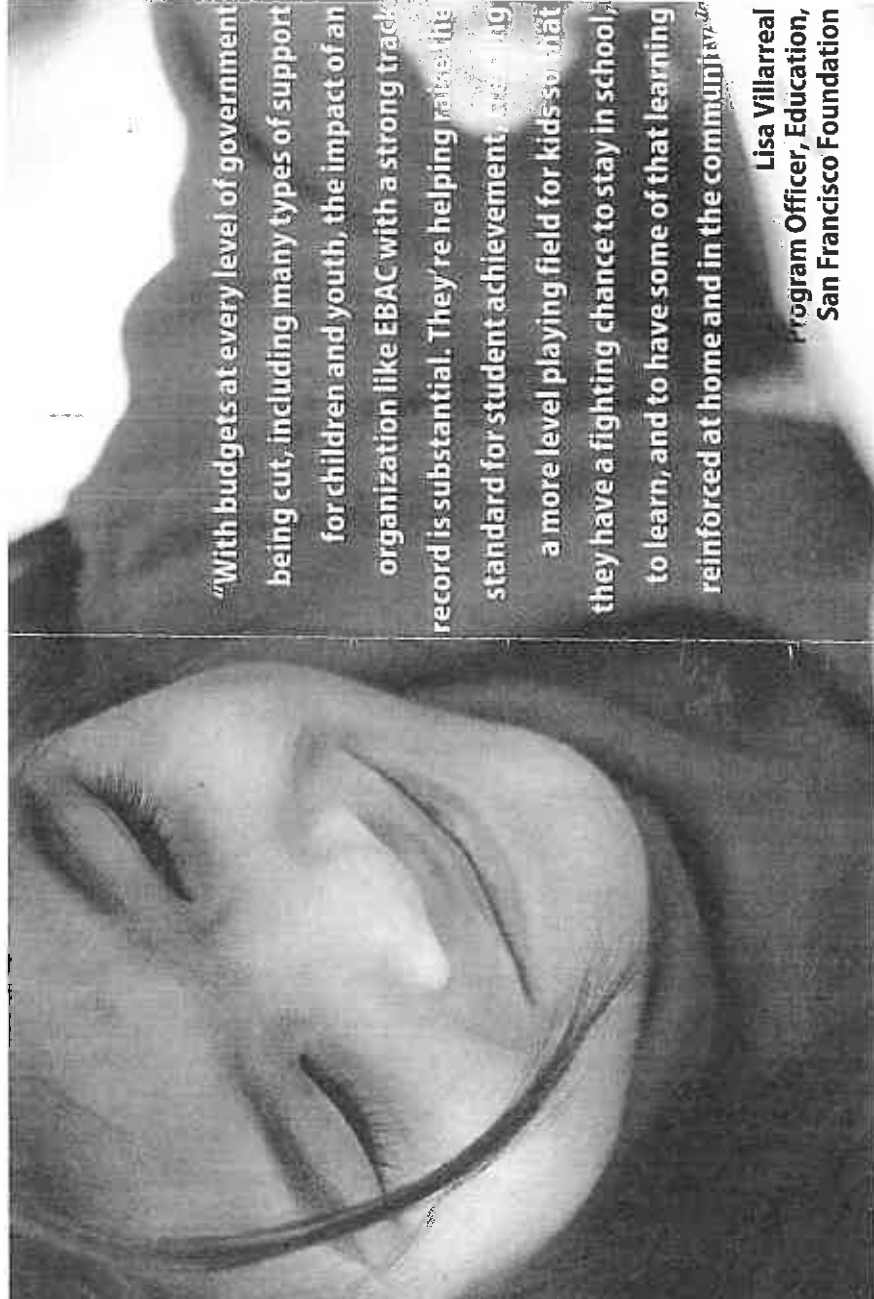 "With budgets at every level of government
being cut, including many types of support
for children and youth, the impact of an
organization like EBAC with a strong track
record is substantial. They're helping raise the
standard for student achievement,
a more level playing field for kids so that
they have a fighting chance to stay in school,
to learn, and to have some of that learning
reinforced at home and in the community."
Lisa Villarreal
Program Officer, Education,
San Francisco Foundation